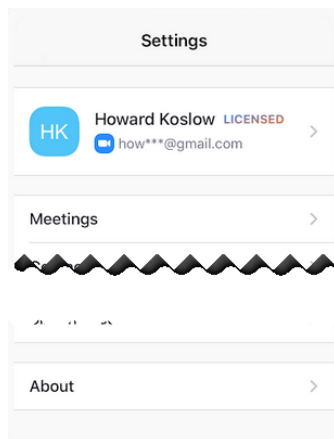 Settings
HK
Howard Koslow LICENSED
how***@gmail.com
Meetings
About